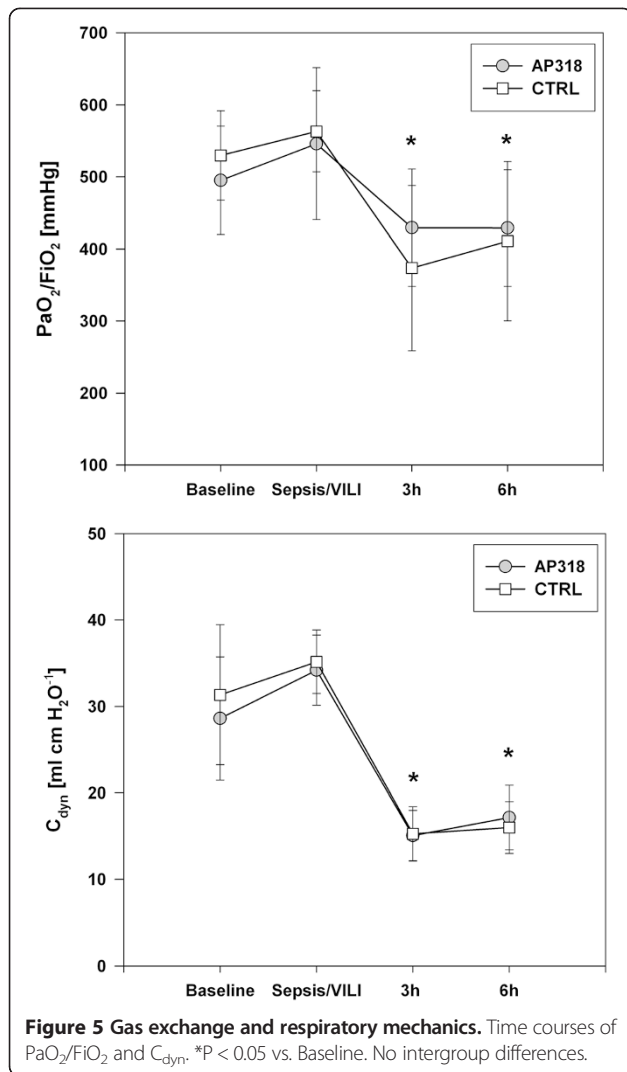 700
600
500
400
300
200
100
PaO₂/FiO₂ [mmHg]
AP318
CTRL
* *
Baseline Sepsis/VILI 3h 6h
50
40
30
20
10
0
C_dyn [ml cm H₂O⁻¹]
AP318
CTRL
* *
Baseline Sepsis/VILI 3h 6h
Figure 5 Gas exchange and respiratory mechanics. Time courses of
PaO₂/FiO₂ and C_dyn. *P < 0.05 vs. Baseline. No intergroup differences.